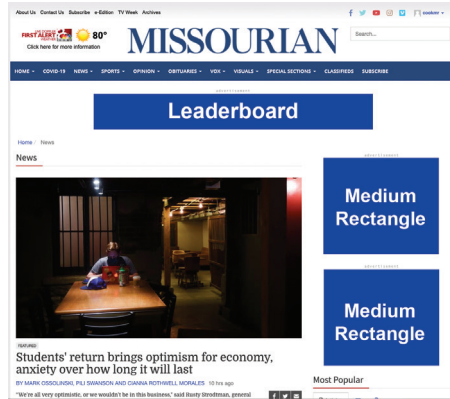 About Us Contact Us Subscribe e-Edition TV Week Archives
FIRST ALERT
80°
Click here for more information
MISSOURIAN
Search...
HOME COVID-19 NEWS SPORTS OPINION OBITUARIES VOX VISUALS SPECIAL SECTIONS CLASSIFIEDS SUBSCRIBE
advertisement
Leaderboard
Home / News
News
advertisement
Medium
Rectangle
advertisement
Medium
Rectangle
FEATURED
Students' return brings optimism for economy,
anxiety over how long it will last
BY MARK OSSOLINSKI, PILI SWANSON AND CIANNA ROTHWELL MORALES 10 hrs ago
"We're all very optimistic, or we wouldn't be in this business," said Rusty Strodtman, general
Most Popular